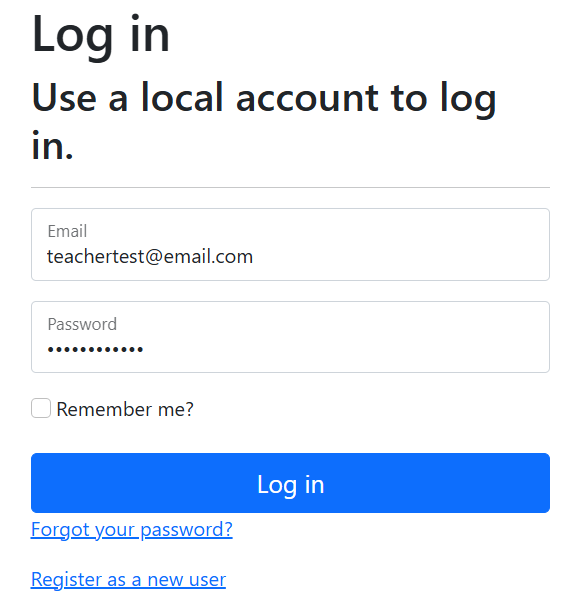 Log in
Use a local account to log
in.
Email
teachertest@email.com
Password
••••••••••••
Remember me?
Log in
Forgot your password?
Register as a new user